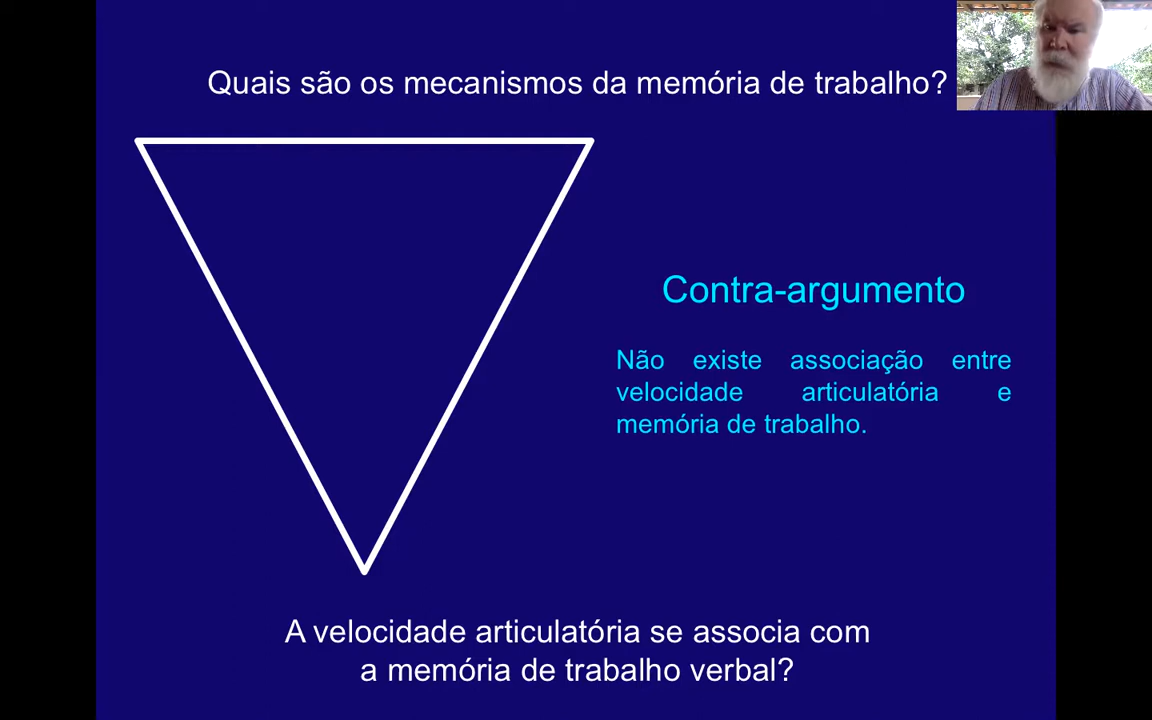 Quais são os mecanismos da memória de trabalho?
Contra-argumento
Não existe associação entre
velocidade articulatória e
memória de trabalho.
A velocidade articulatória se associa com
a memória de trabalho verbal?